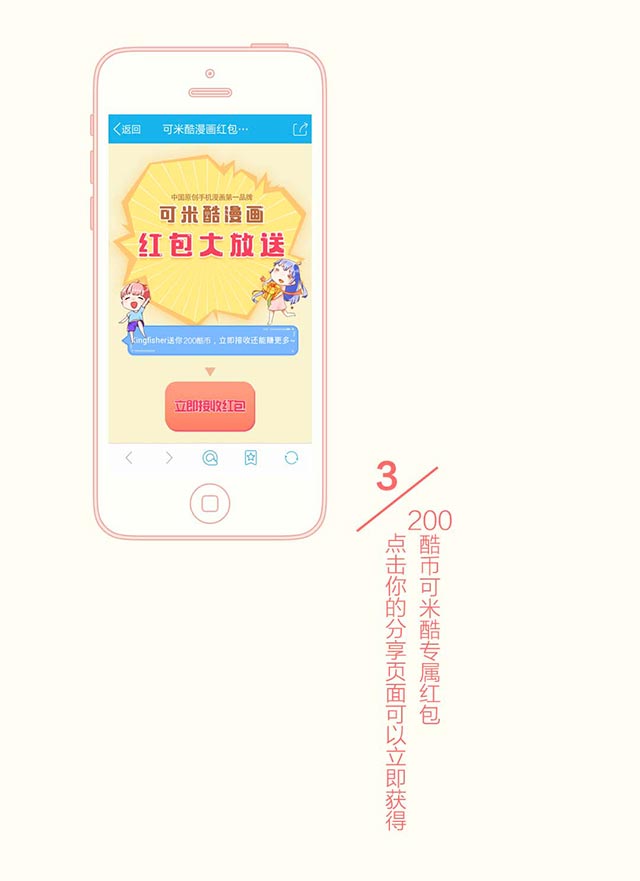 返回
可米酷漫画红包…
中国原创手机漫画第一品牌
可米酷漫画
红包大放送
Kingfisher送你200酷币，立即接收还能赚更多~
立即接收红包
3
200酷币可米酷专属红包
点击你的分享页面可以立即获得